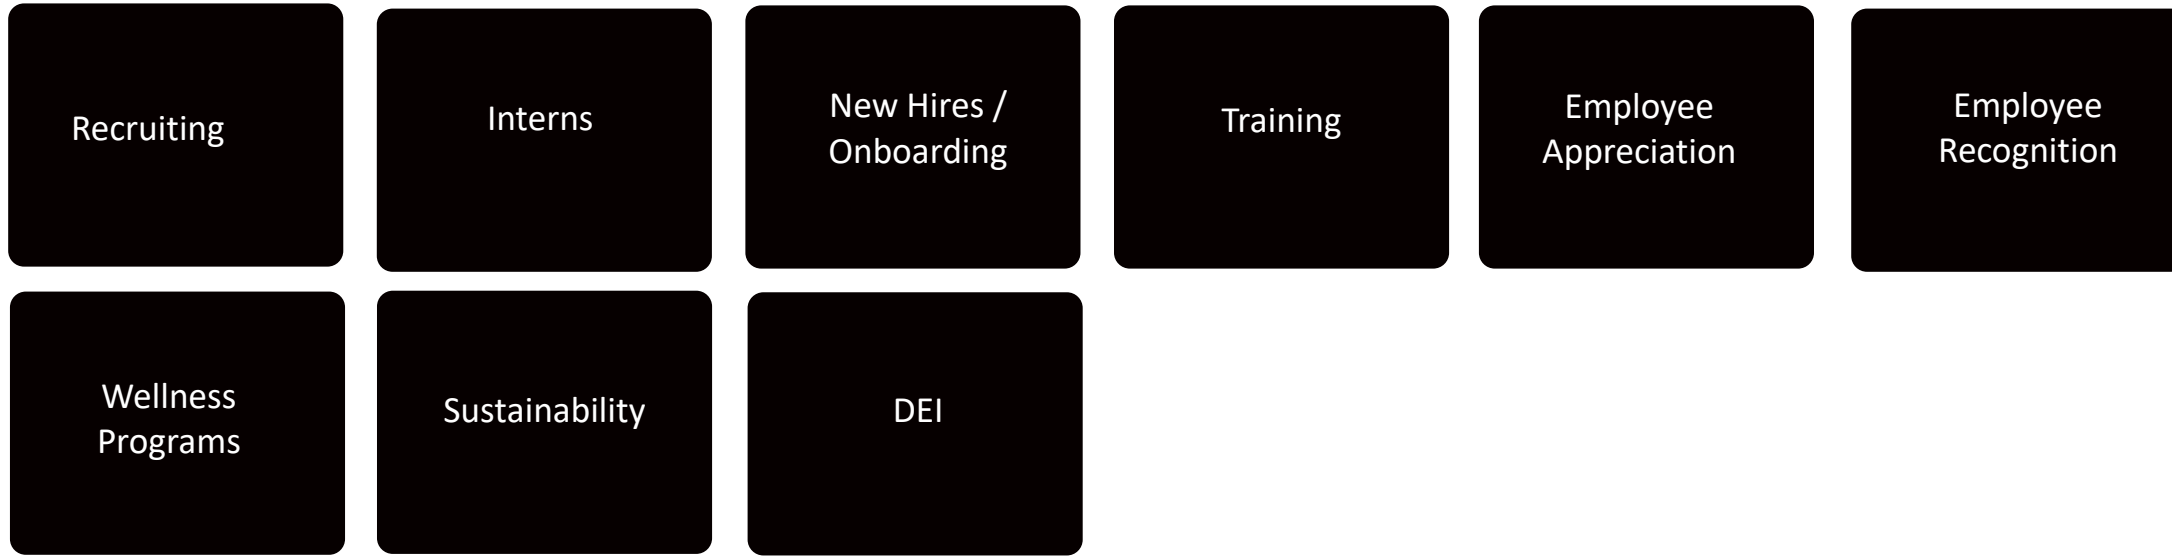 Recruiting
Interns
New Hires /
Onboarding
Training
Employee
Appreciation
Employee
Recognition
Wellness
Programs
Sustainability
DEI